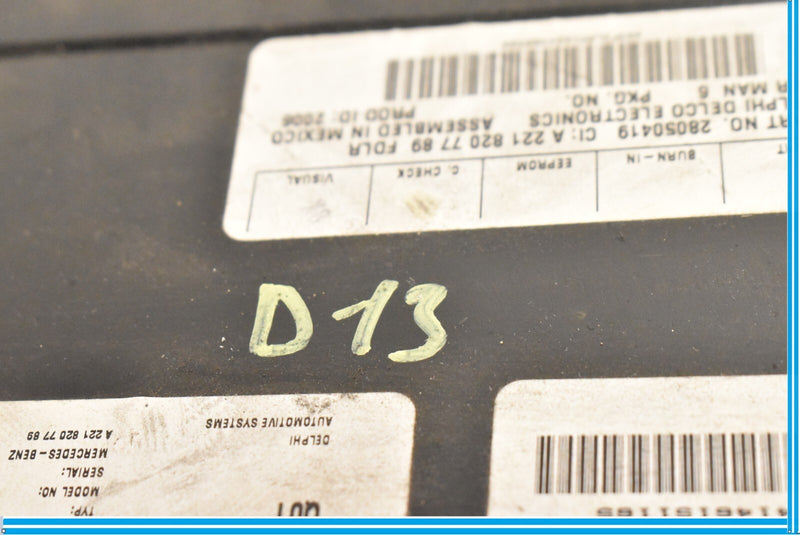 VISUAL
C. CHECK
EEPROM
BURN-IN
RT NO. 28050419 CI: A 221 820 77 89 FDLR
LPHI DELCO ELECTRONICS ASSEMBLED IN MEXICO
MAN 6 PKG. NO. PROD ID: 2006
D13
TYP:
MODEL NO:
SERIAL:
MERCEDES-BENZ
A 221 820 77 89
DELPHI
AUTOMOTIVE SYSTEMS